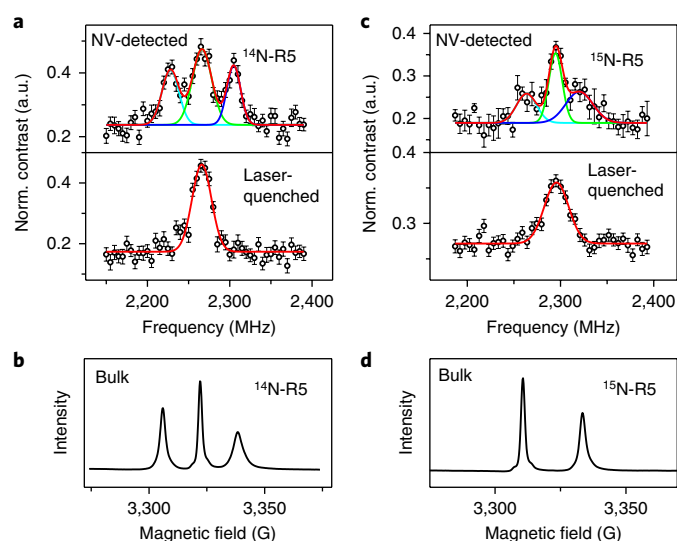 a
NV-detected
¹⁴N-R5
0.4
0.2
Norm. contrast (a.u.)
Laser-
quenched
0.4
0.2
2,200 2,300 2,400
Frequency (MHz)
c
NV-detected
¹⁵N-R5
0.4
0.3
0.2
Norm. contrast (a.u.)
Laser-
quenched
0.4
0.3
2,200 2,300 2,400
Frequency (MHz)
b
Bulk
¹⁴N-R5
Intensity
3,300 3,350
Magnetic field (G)
d
Bulk
¹⁵N-R5
Intensity
3,300 3,350
Magnetic field (G)